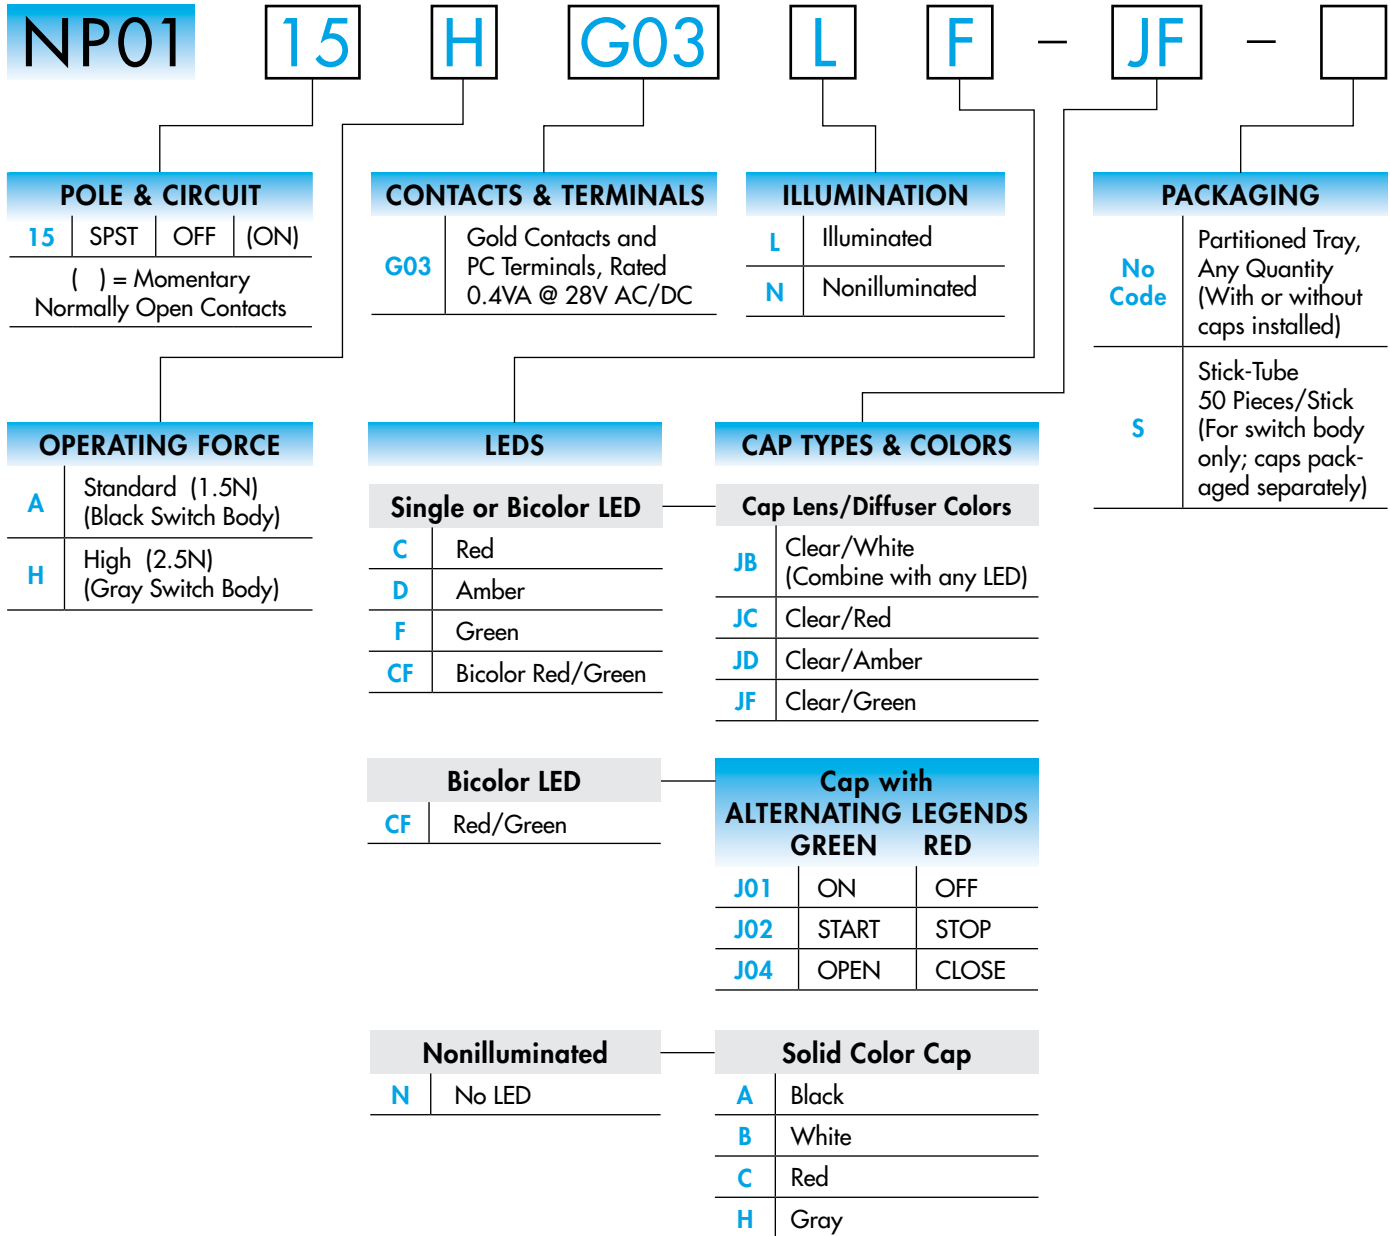 NP01 15 H G03 L F – JF –
POLE & CIRCUIT
15 SPST OFF (ON)
( ) = Momentary
Normally Open Contacts
CONTACTS & TERMINALS
G03 Gold Contacts and
PC Terminals, Rated
0.4VA @ 28V AC/DC
ILLUMINATION
L Illuminated
N Nonilluminated
PACKAGING
No Code
Partitioned Tray,
Any Quantity
(With or without
caps installed)
S
Stick-Tube
50 Pieces/Stick
(For switch body
only; caps pack-
aged separately)
OPERATING FORCE
A Standard (1.5N)
(Black Switch Body)
H High (2.5N)
(Gray Switch Body)
LEDS
Single or Bicolor LED
C Red
D Amber
F Green
CF Bicolor Red/Green
CAP TYPES & COLORS
Cap Lens/Diffuser Colors
JB Clear/White
(Combine with any LED)
JC Clear/Red
JD Clear/Amber
JF Clear/Green
Bicolor LED
CF Red/Green
Cap with
ALTERNATING LEGENDS
GREEN RED
J01 ON OFF
J02 START STOP
J04 OPEN CLOSE
Nonilluminated
N No LED
Solid Color Cap
A Black
B White
C Red
H Gray